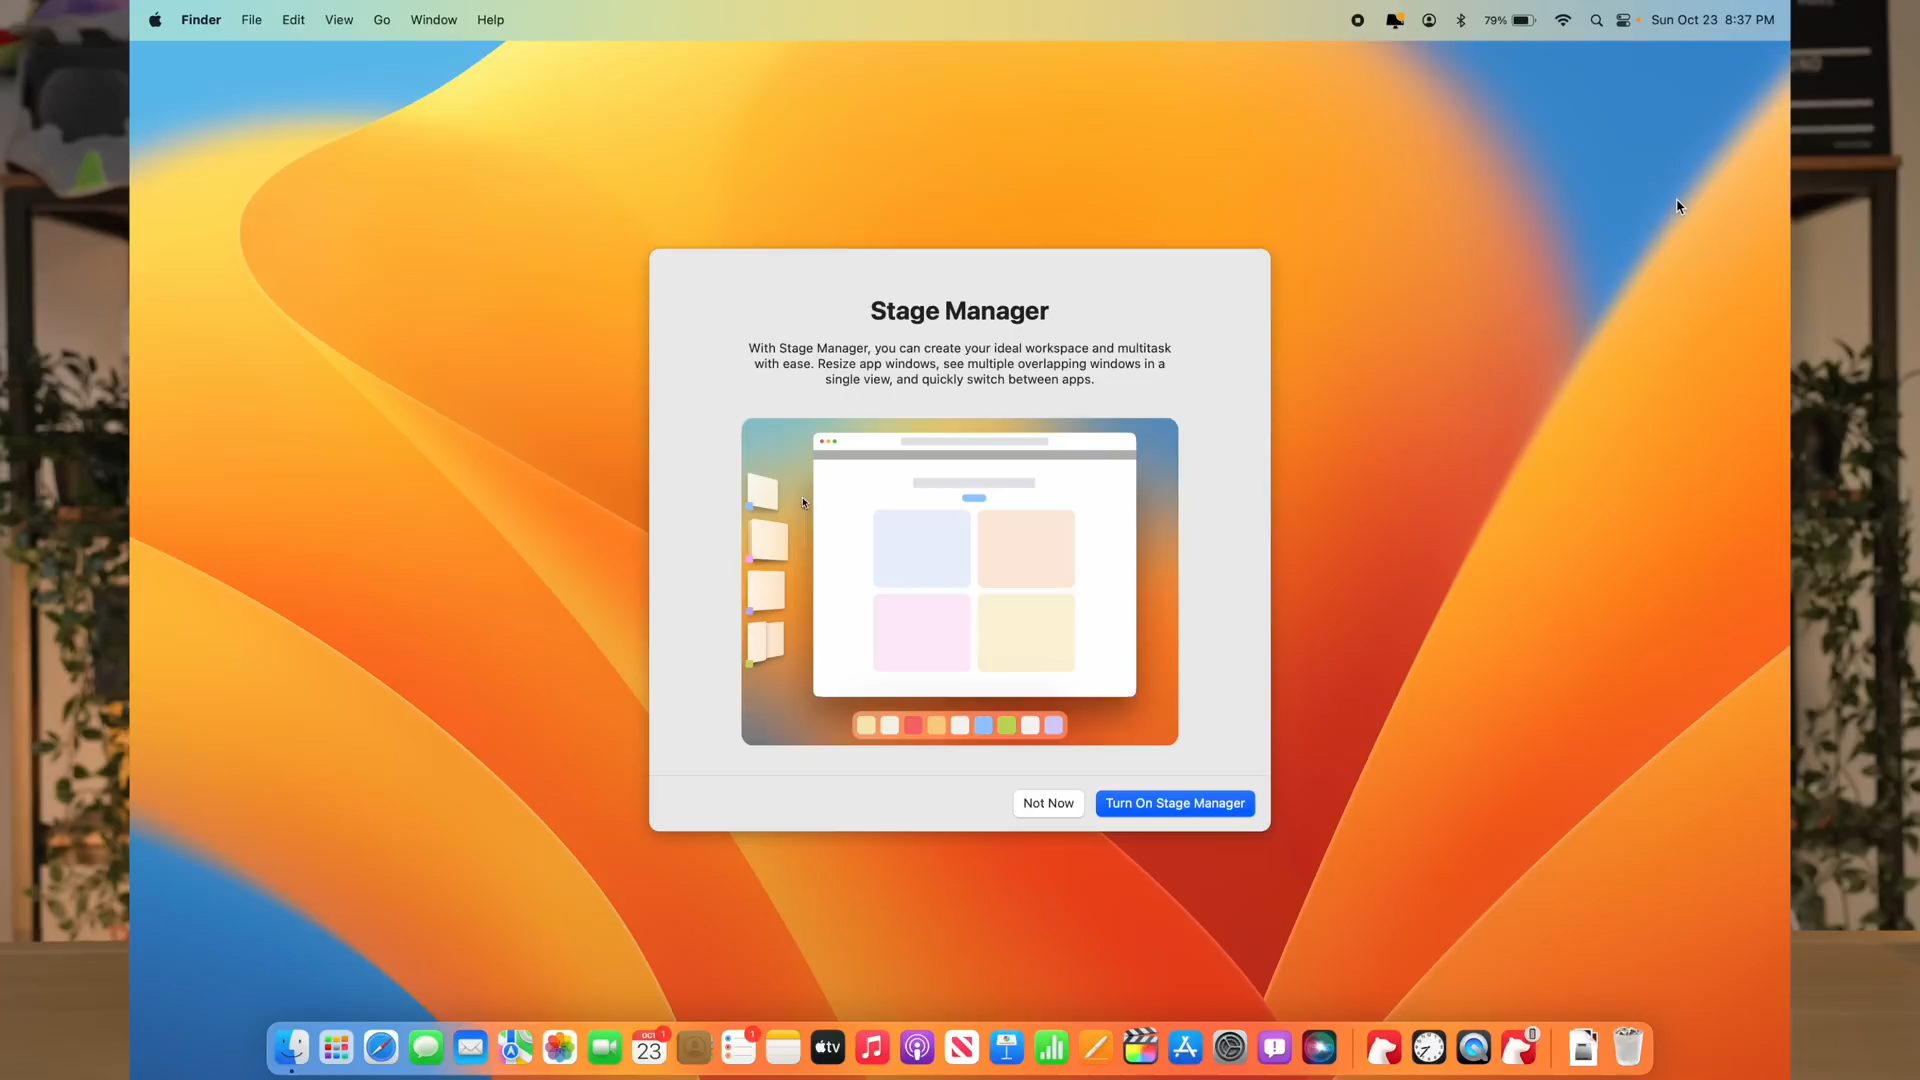 Finder File Edit View Go Window Help 79% Sun Oct 23 8:37 PM
Stage Manager
With Stage Manager, you can create your ideal workspace and multitask
with ease. Resize app windows, see multiple overlapping windows in a
single view, and quickly switch between apps.
Not Now Turn On Stage Manager
OCT
23
1
1
tv